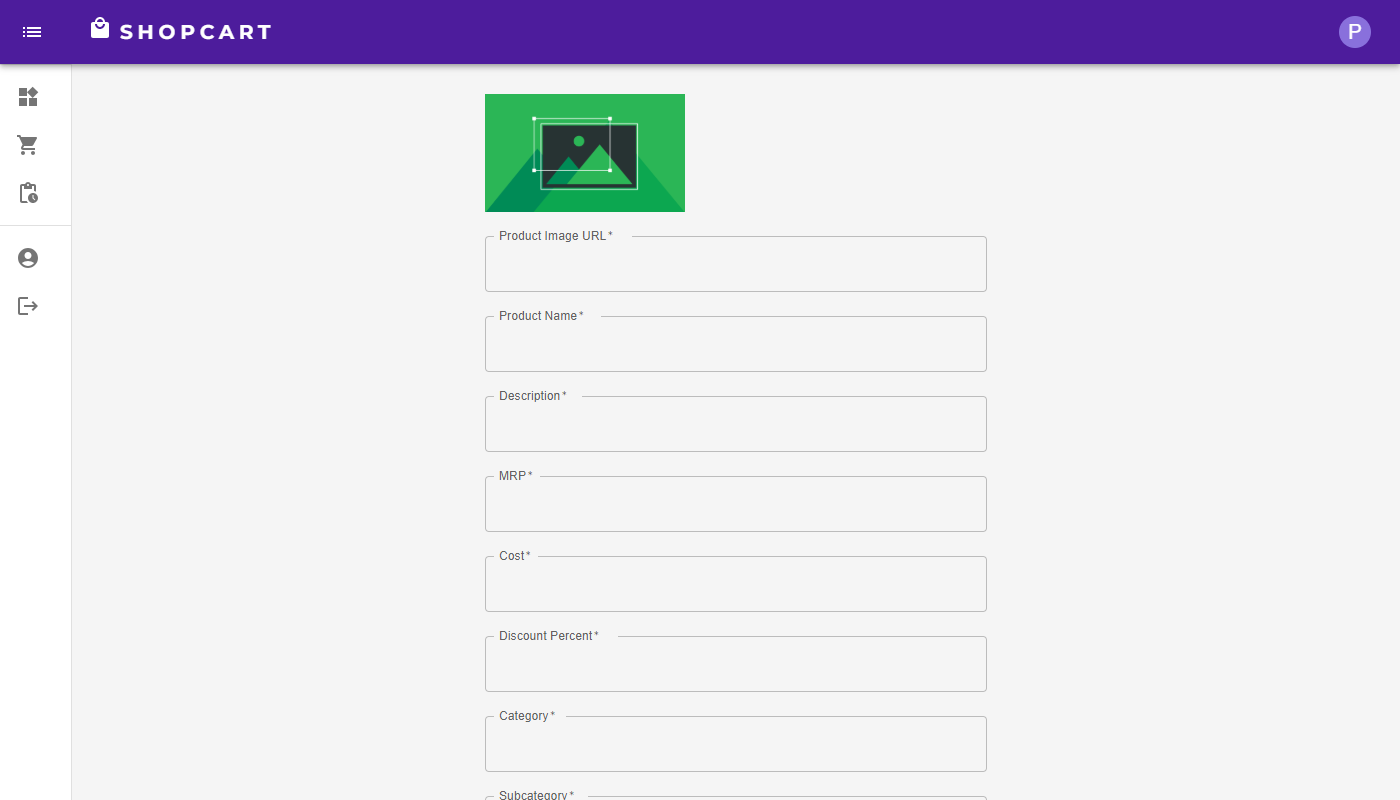 SHOPCART
P
Product Image URL *
Product Name *
Description *
MRP *
Cost *
Discount Percent *
Category *
Subcategory *